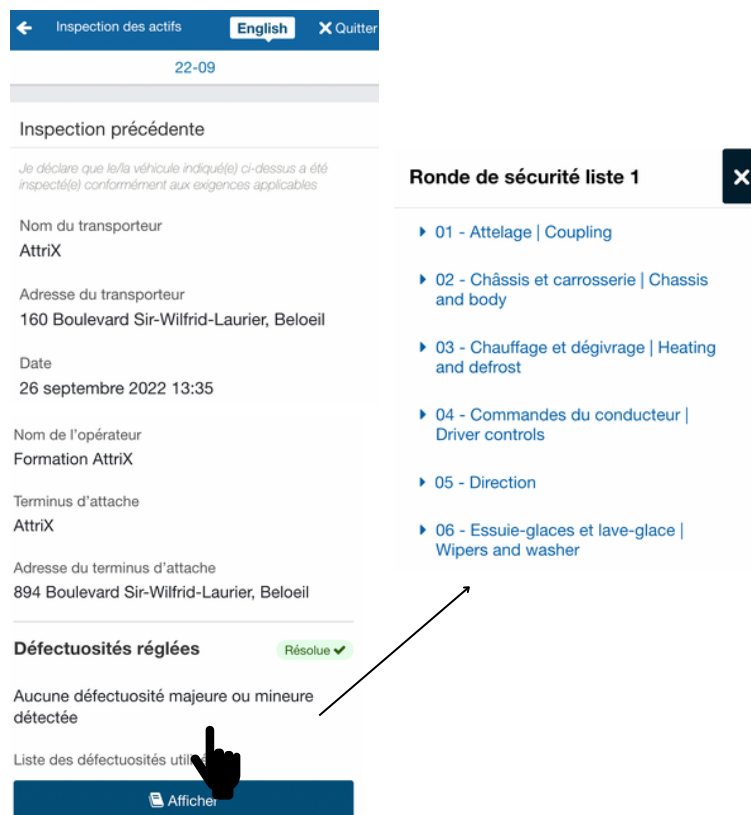 Inspection des actifs
English
Quitter
22-09
Inspection précédente
Je déclare que le/la véhicule indiqué(e) ci-dessus a été
inspecté(e) conformément aux exigences applicables
Nom du transporteur
AttriX
Adresse du transporteur
160 Boulevard Sir-Wilfrid-Laurier, Beloeil
Date
26 septembre 2022 13:35
Nom de l'opérateur
Formation AttriX
Terminus d'attache
AttriX
Adresse du terminus d'attache
894 Boulevard Sir-Wilfrid-Laurier, Beloeil
Défectuosités réglées
Résolue
Aucune défectuosité majeure ou mineure
détectée
Liste des défectuosités
Afficher
Ronde de sécurité liste 1
01 - Attelage | Coupling
02 - Châssis et carrosserie | Chassis
and body
03 - Chauffage et dégivrage | Heating
and defrost
04 - Commandes du conducteur |
Driver controls
05 - Direction
06 - Essuie-glaces et lave-glace |
Wipers and washer